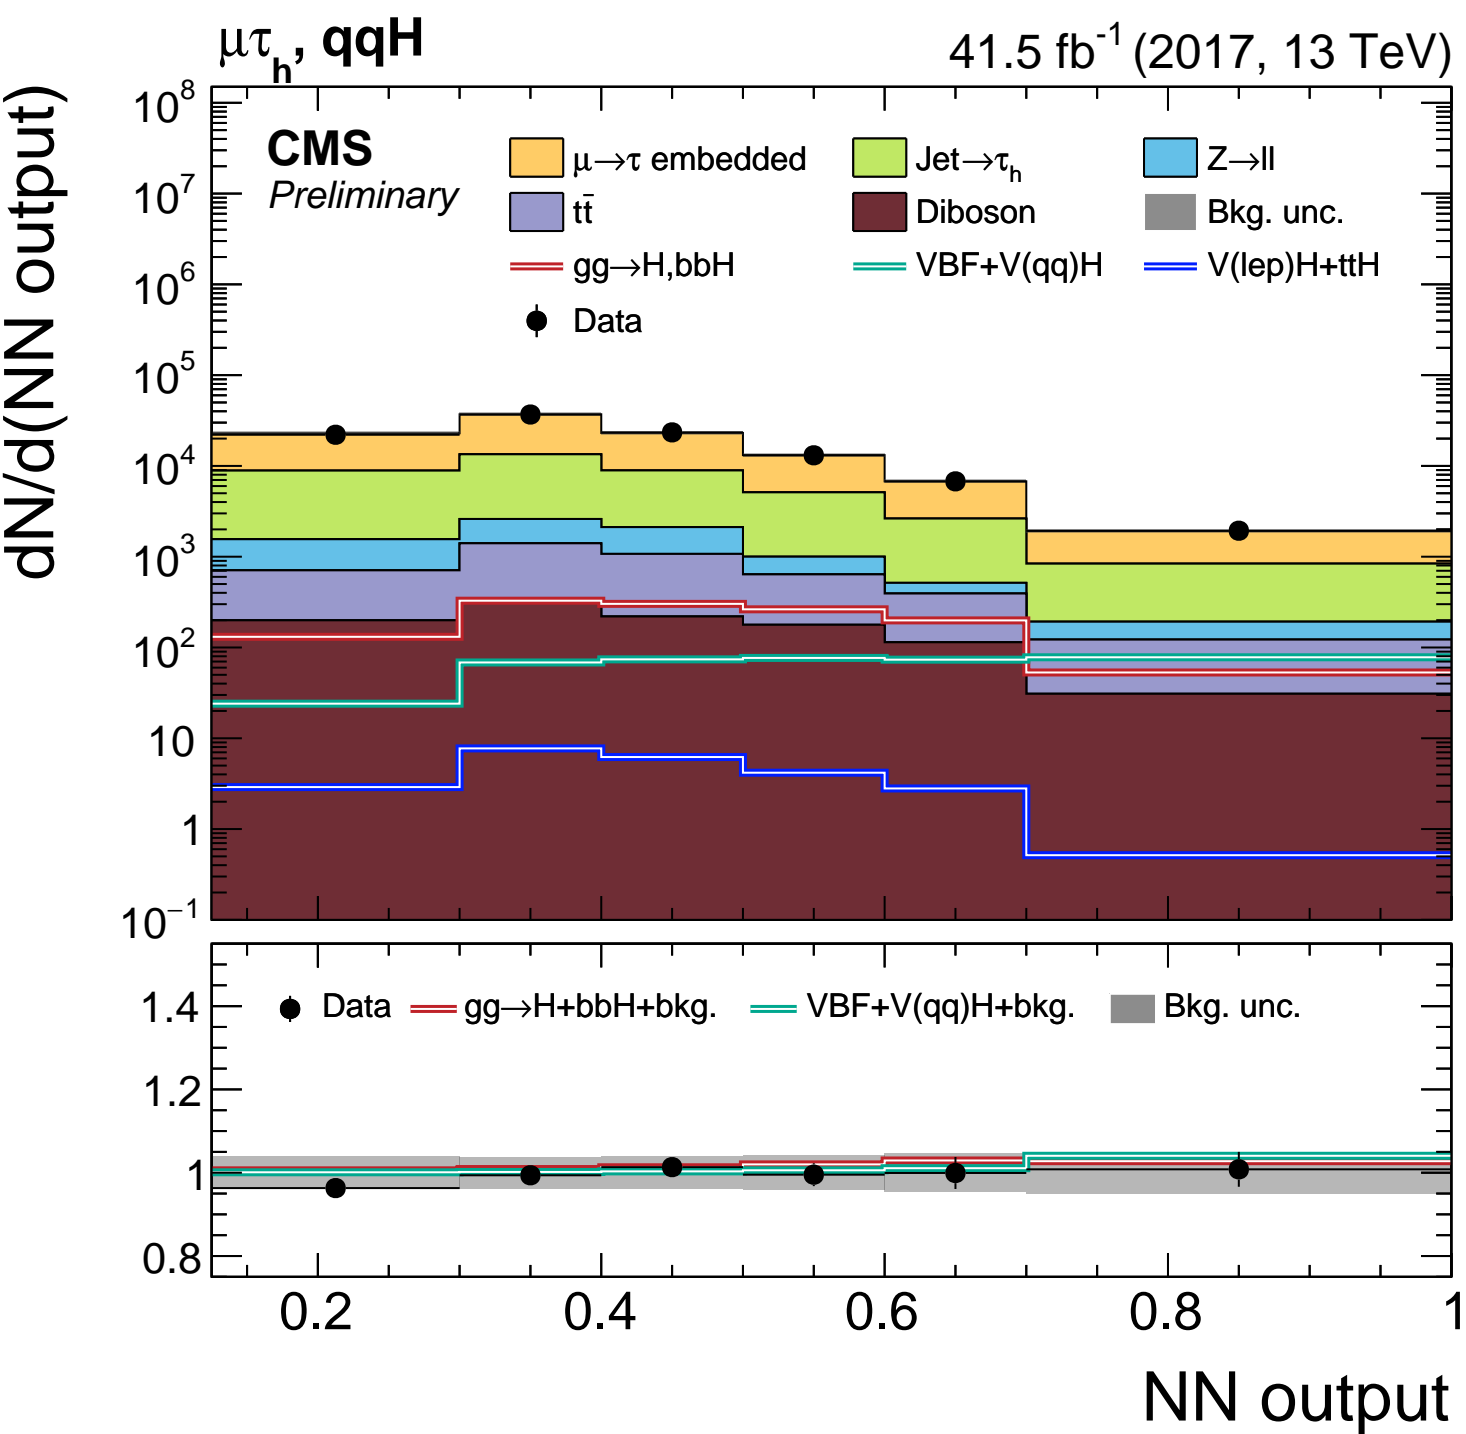 μτh, qqH 41.5 fb-1 (2017, 13 TeV)
dN/d(NN output)
CMS
Preliminary
μ→τ embedded Jet→τh Z→ll
tt̄ Diboson Bkg. unc.
gg→H,bbH VBF+V(qq)H V(lep)H+ttH
Data
10^8
10^7
10^6
10^5
10^4
10^3
10^2
10
1
10^−1
Data gg→H+bbH+bkg. VBF+V(qq)H+bkg. Bkg. unc.
1.4
1.2
1
0.8
0.2 0.4 0.6 0.8 1
NN output